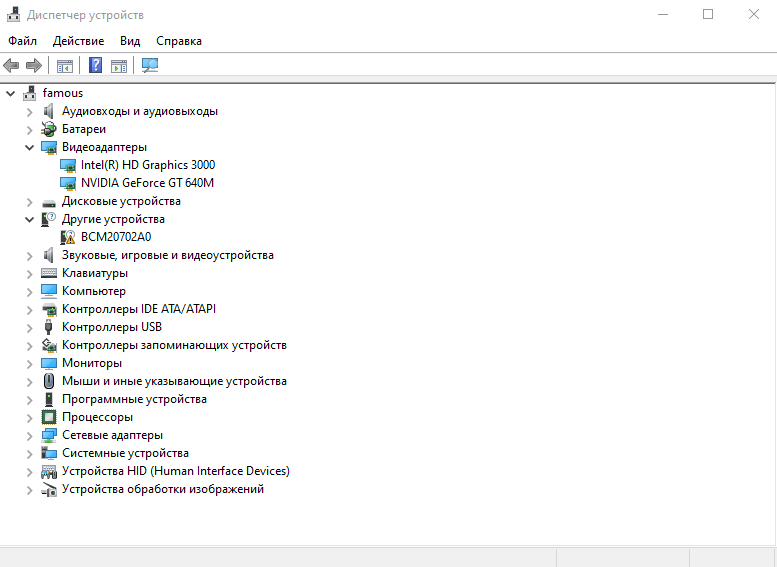 Диспетчер устройств
Файл Действие Вид Справка
famous
Аудиовходы и аудиовыходы
Батареи
Видеоадаптеры
Intel(R) HD Graphics 3000
NVIDIA GeForce GT 640M
Дисковые устройства
Другие устройства
BCM20702A0
Звуковые, игровые и видеоустройства
Клавиатуры
Компьютер
Контроллеры IDE ATA/ATAPI
Контроллеры USB
Контроллеры запоминающих устройств
Мониторы
Мыши и иные указывающие устройства
Программные устройства
Процессоры
Сетевые адаптеры
Системные устройства
Устройства HID (Human Interface Devices)
Устройства обработки изображений